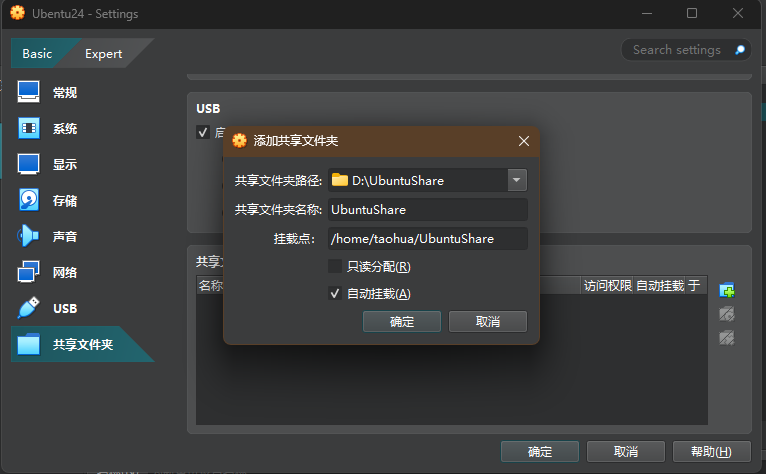 Ubuntu24 - Settings
Basic
Expert
Search settings
常规
系统
显示
存储
声音
网络
USB
共享文件夹
USB
添加共享文件夹
共享文件夹路径:
D:\UbuntuShare
共享文件夹名称:
UbuntuShare
挂载点:
/home/taohua/UbuntuShare
只读分配(R)
自动挂载(A)
确定
取消
名称
访问权限
自动挂载
于
确定
取消
帮助(H)